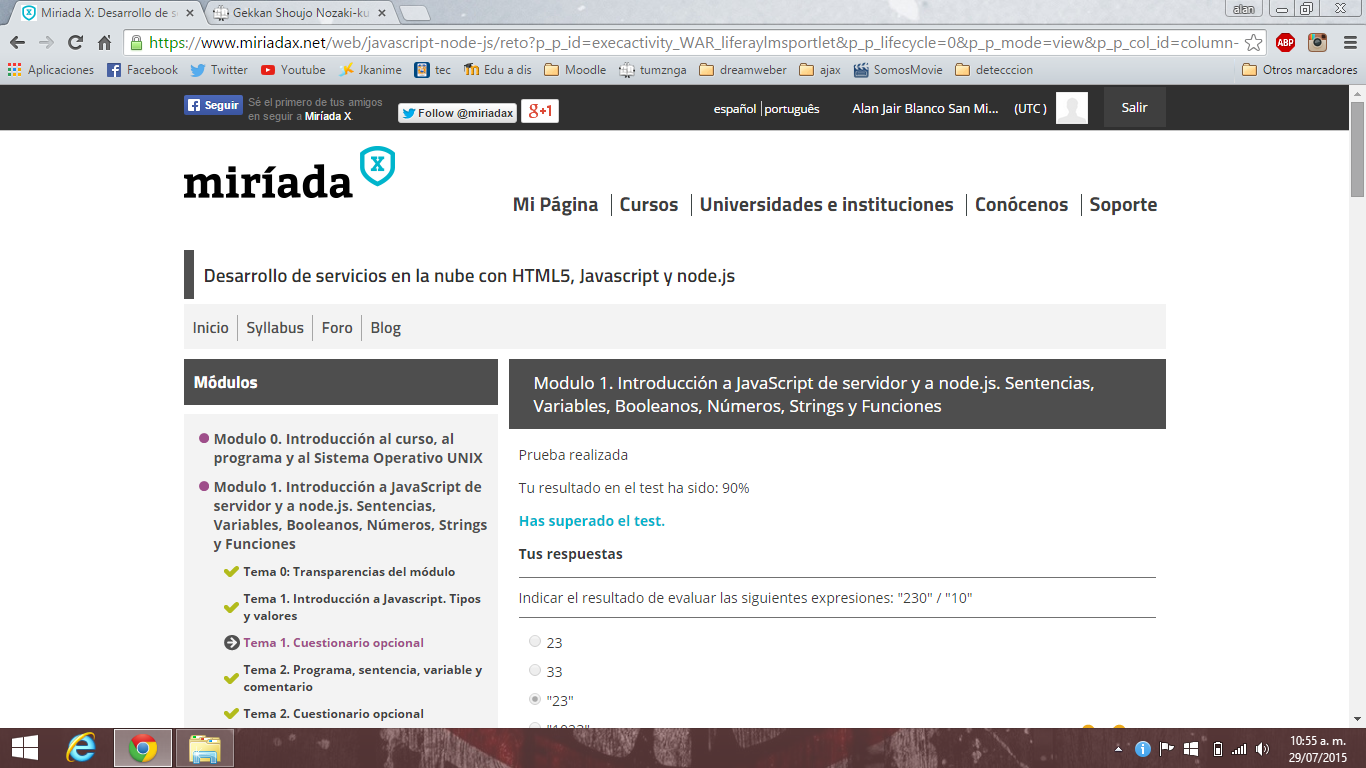 Miriada X: Desarrollo de s
Gekkan Shoujo Nozaki-ku
alan
https://www.miriadax.net/web/javascript-node-js/reto?p_p_id=execactivity_WAR_liferaylmsportlet&p_p_lifecycle=0&p_p_mode=view&p_p_col_id=column-
ABP
Aplicaciones Facebook Twitter Youtube Jkanime tec Edu a dis Moodle tumznga dreamweber ajax SomosMovie detecccion Otros marcadores
Seguir
Sé el primero de tus amigos
en seguir a Miríada X.
Follow @miriadax
g+1
español português Alan Jair Blanco San Mi... (UTC ) Salir
miríada X
Mi Página Cursos Universidades e instituciones Conócenos Soporte
Desarrollo de servicios en la nube con HTML5, Javascript y node.js
Inicio Syllabus Foro Blog
Módulos
Modulo 0. Introducción al curso, al
programa y al Sistema Operativo UNIX
Modulo 1. Introducción a JavaScript de
servidor y a node.js. Sentencias,
Variables, Booleanos, Números, Strings
y Funciones
Tema 0: Transparencias del módulo
Tema 1. Introducción a Javascript. Tipos
y valores
Tema 1. Cuestionario opcional
Tema 2. Programa, sentencia, variable y
comentario
Tema 2. Cuestionario opcional
Modulo 1. Introducción a JavaScript de servidor y a node.js. Sentencias,
Variables, Booleanos, Números, Strings y Funciones
Prueba realizada
Tu resultado en el test ha sido: 90%
Has superado el test.
Tus respuestas
Indicar el resultado de evaluar las siguientes expresiones: "230" / "10"
23
33
"23"
10:55 a. m.
29/07/2015